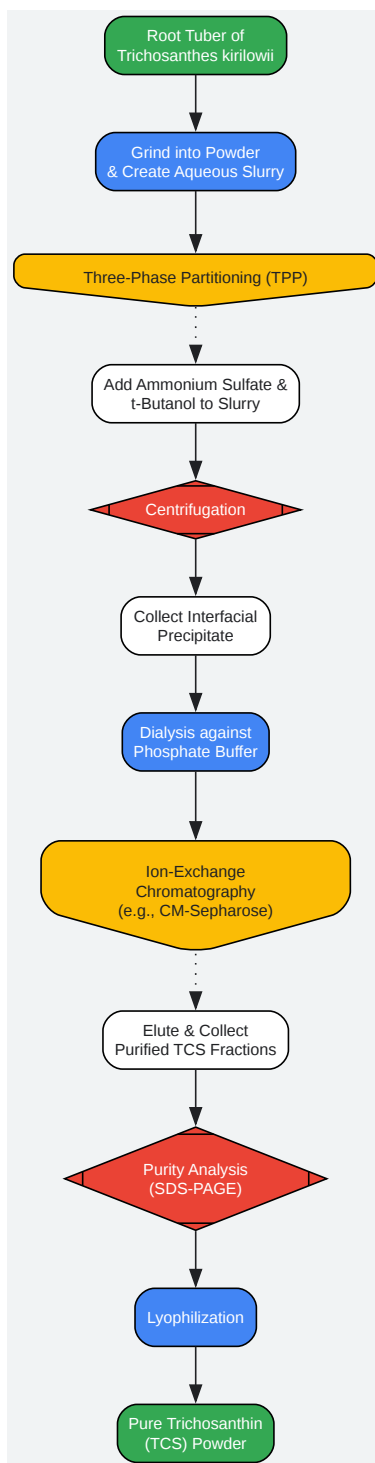 Root Tuber of
Trichosanthes kirilowii
Grind into Powder
& Create Aqueous Slurry
Three-Phase Partitioning (TPP)
Add Ammonium Sulfate &
t-Butanol to Slurry
Centrifugation
Collect Interfacial
Precipitate
Dialysis against
Phosphate Buffer
Ion-Exchange
Chromatography
(e.g., CM-Sepharose)
Elute & Collect
Purified TCS Fractions
Purity Analysis
(SDS-PAGE)
Lyophilization
Pure Trichosanthin
(TCS) Powder